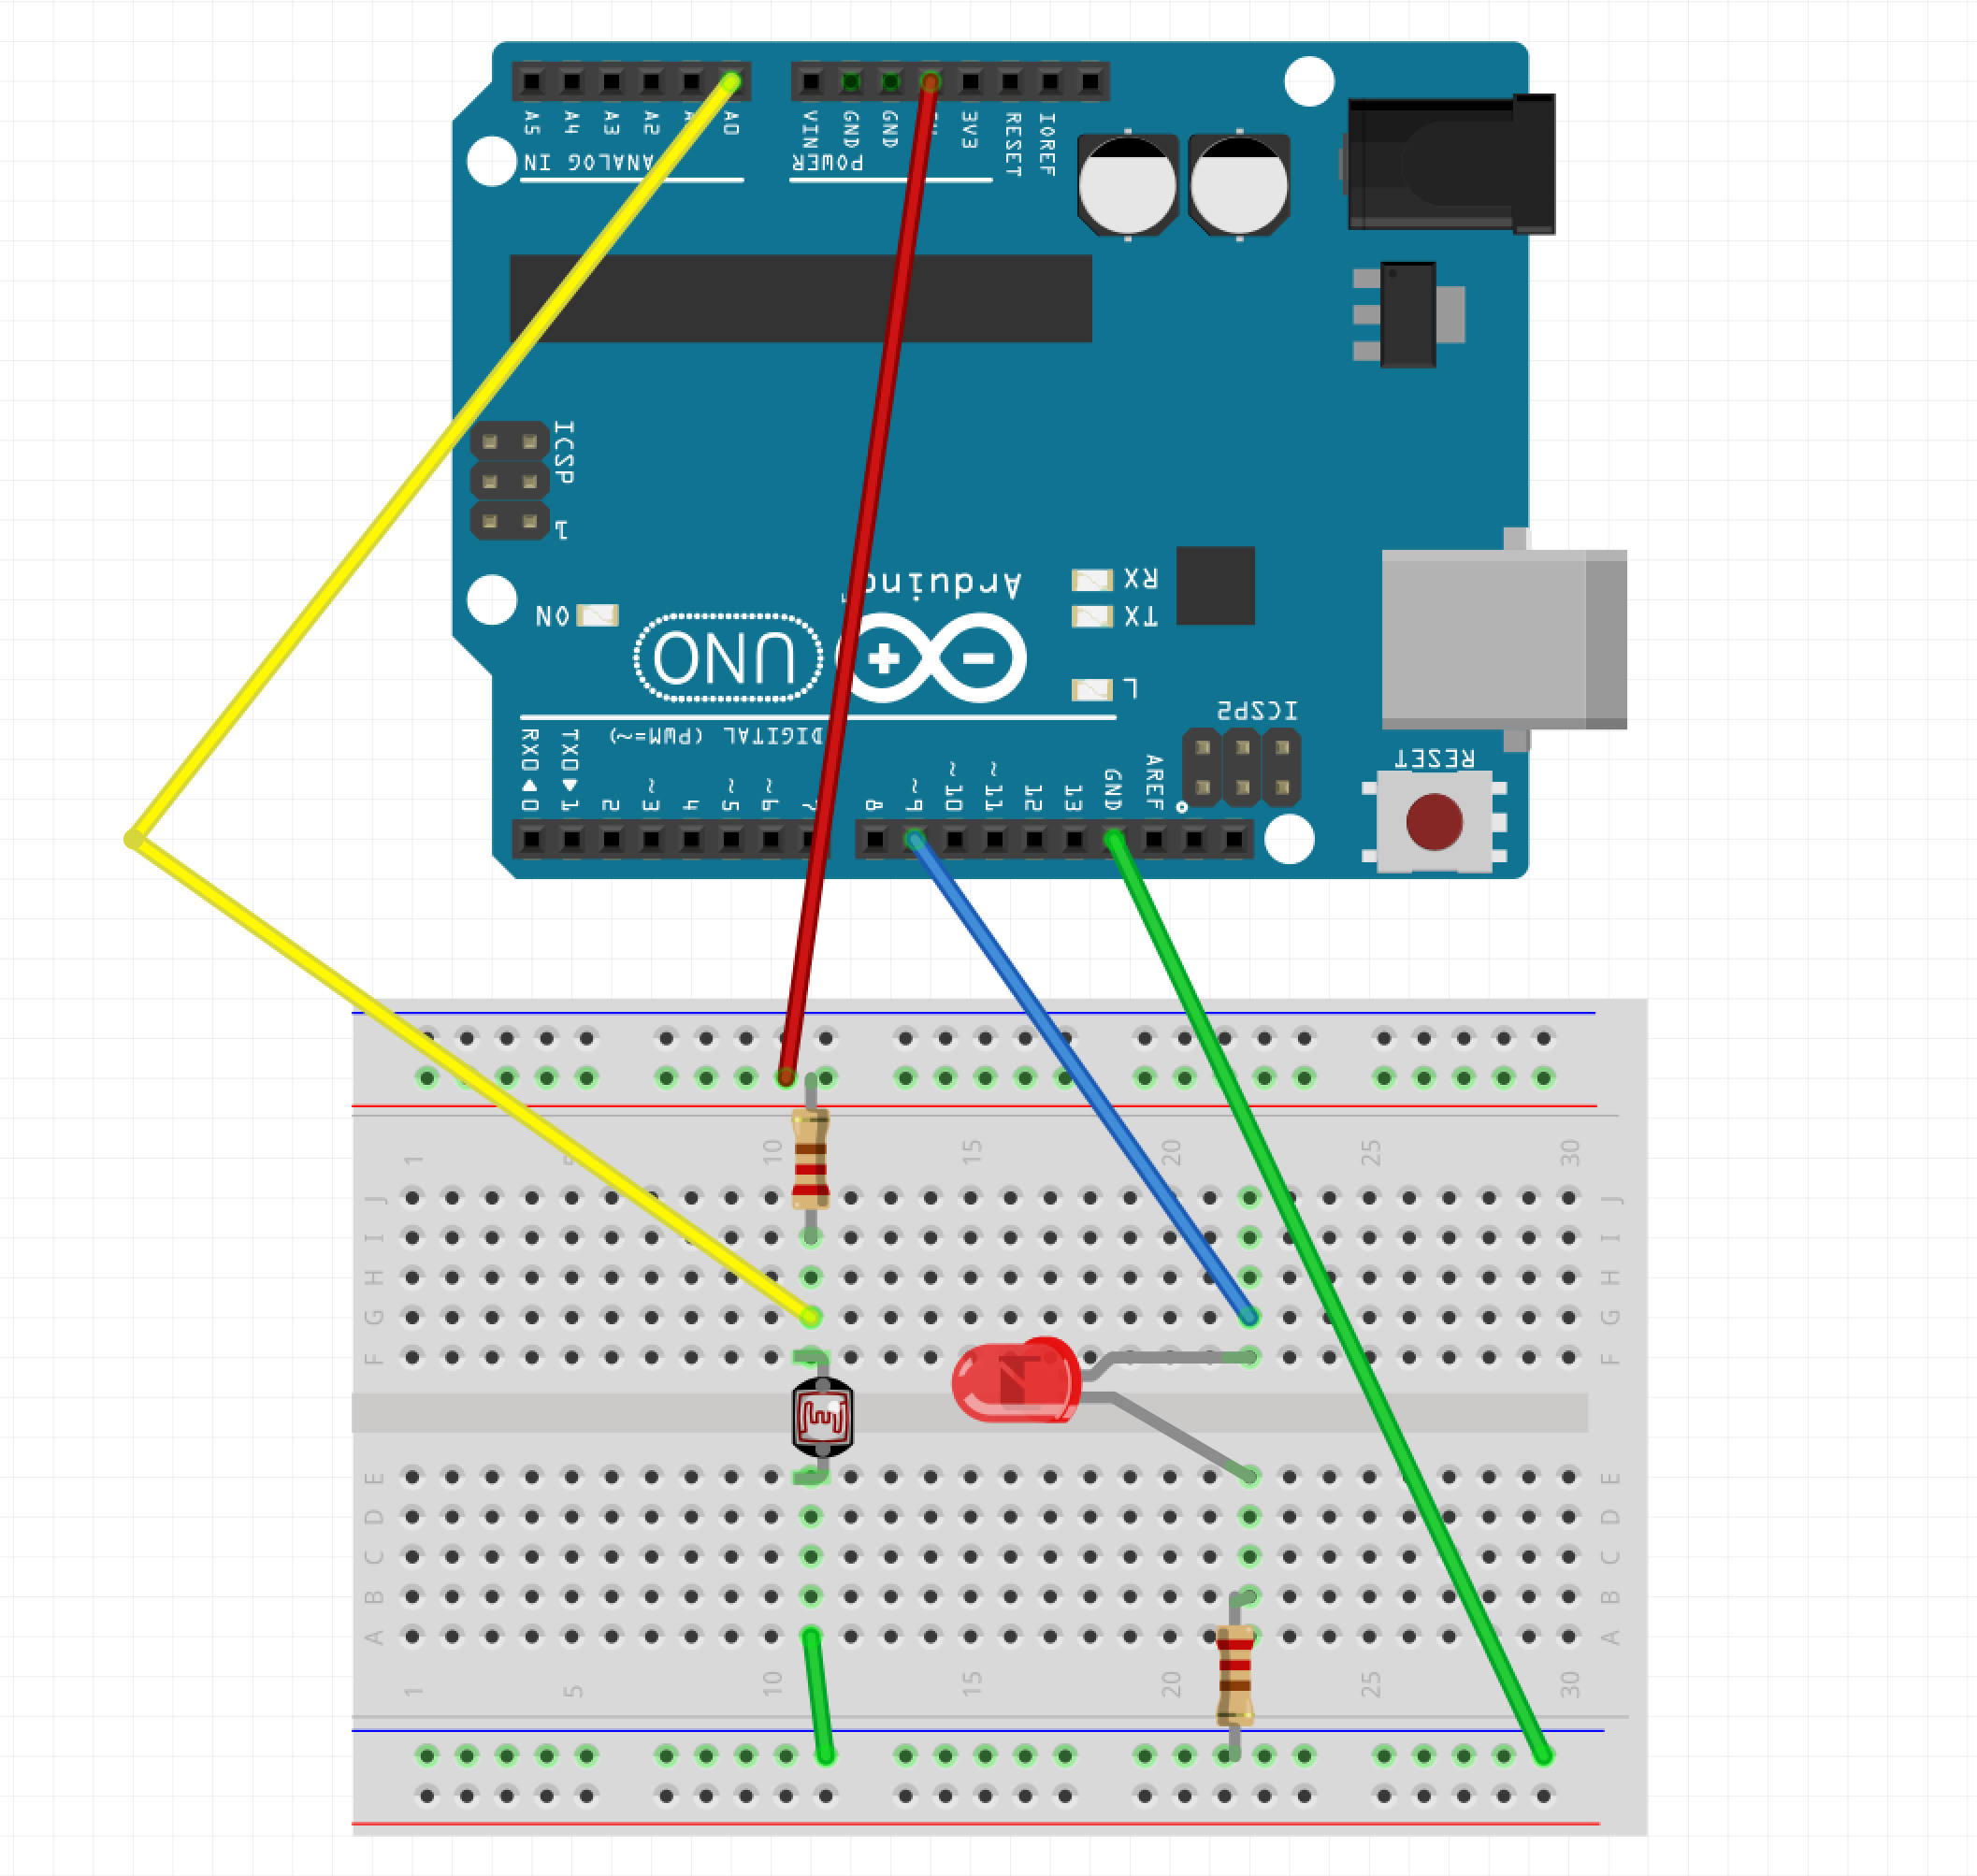 A5 A4 A3 A2 A0
VIN GND GND 3V3 RESET IOREF
ANALOG IN
POWER
ICSP
1
Arduino
RX
TX
ON
UNO
L
ICSP2
DIGITAL (PWM=~)
RESET
RX0◀0 TX0▶1 2 ~3 4 ~5 ~6 7 8 ~9 ~10 ~11 12 13 GND AREF
1 5 10 15 20 25 30
J J
I I
H H
G G
F F
E E
D D
C C
B B
A A
1 5 10 15 20 25 30